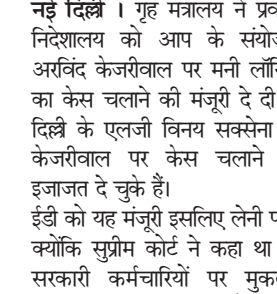 नई दिल्ली । गृह मंत्रालय ने प्रव
निदेशालय को आप के संयोज
अरविंद केजरीवाल पर मनी लॉन्
का केस चलाने की मंजूरी दे दी
दिल्ली के एलजी विनय सक्सेना
केजरीवाल पर केस चलाने
इजाजत दे चुके हैं।
ईडी को यह मंजूरी इसलिए लेनी प
क्योंकि सुप्रीम कोर्ट ने कहा था
सरकारी कर्मचारियों पर मुक